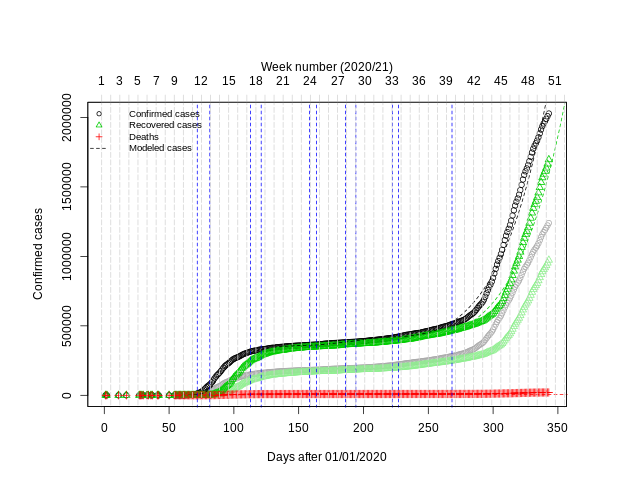 Week number (2020/21)
1 3 5 7 9 12 15 18 21 24 27 30 33 36 39 42 45 48 51
Confirmed cases
Recovered cases
Deaths
Modeled cases
Confirmed cases
2000000
1500000
1000000
500000
0
0 50 100 150 200 250 300 350
Days after 01/01/2020